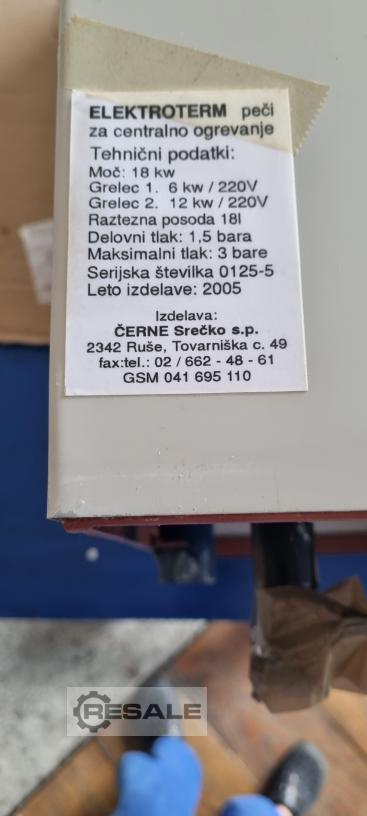 ELEKTROTERM peči
za centralno ogrevanje
Tehnični podatki:
Moč: 18 kw
Grelec 1. 6 kw / 220V
Grelec 2. 12 kw / 220V
Raztezna posoda 18l
Delovni tlak: 1,5 bara
Maksimalni tlak: 3 bare
Serijska številka 0125-5
Leto izdelave: 2005
Izdelava:
ČERNE Srečko s.p.
2342 Ruše, Tovarniška c. 49
fax:tel.: 02 / 662 - 48 - 61
GSM 041 695 110
RESALE